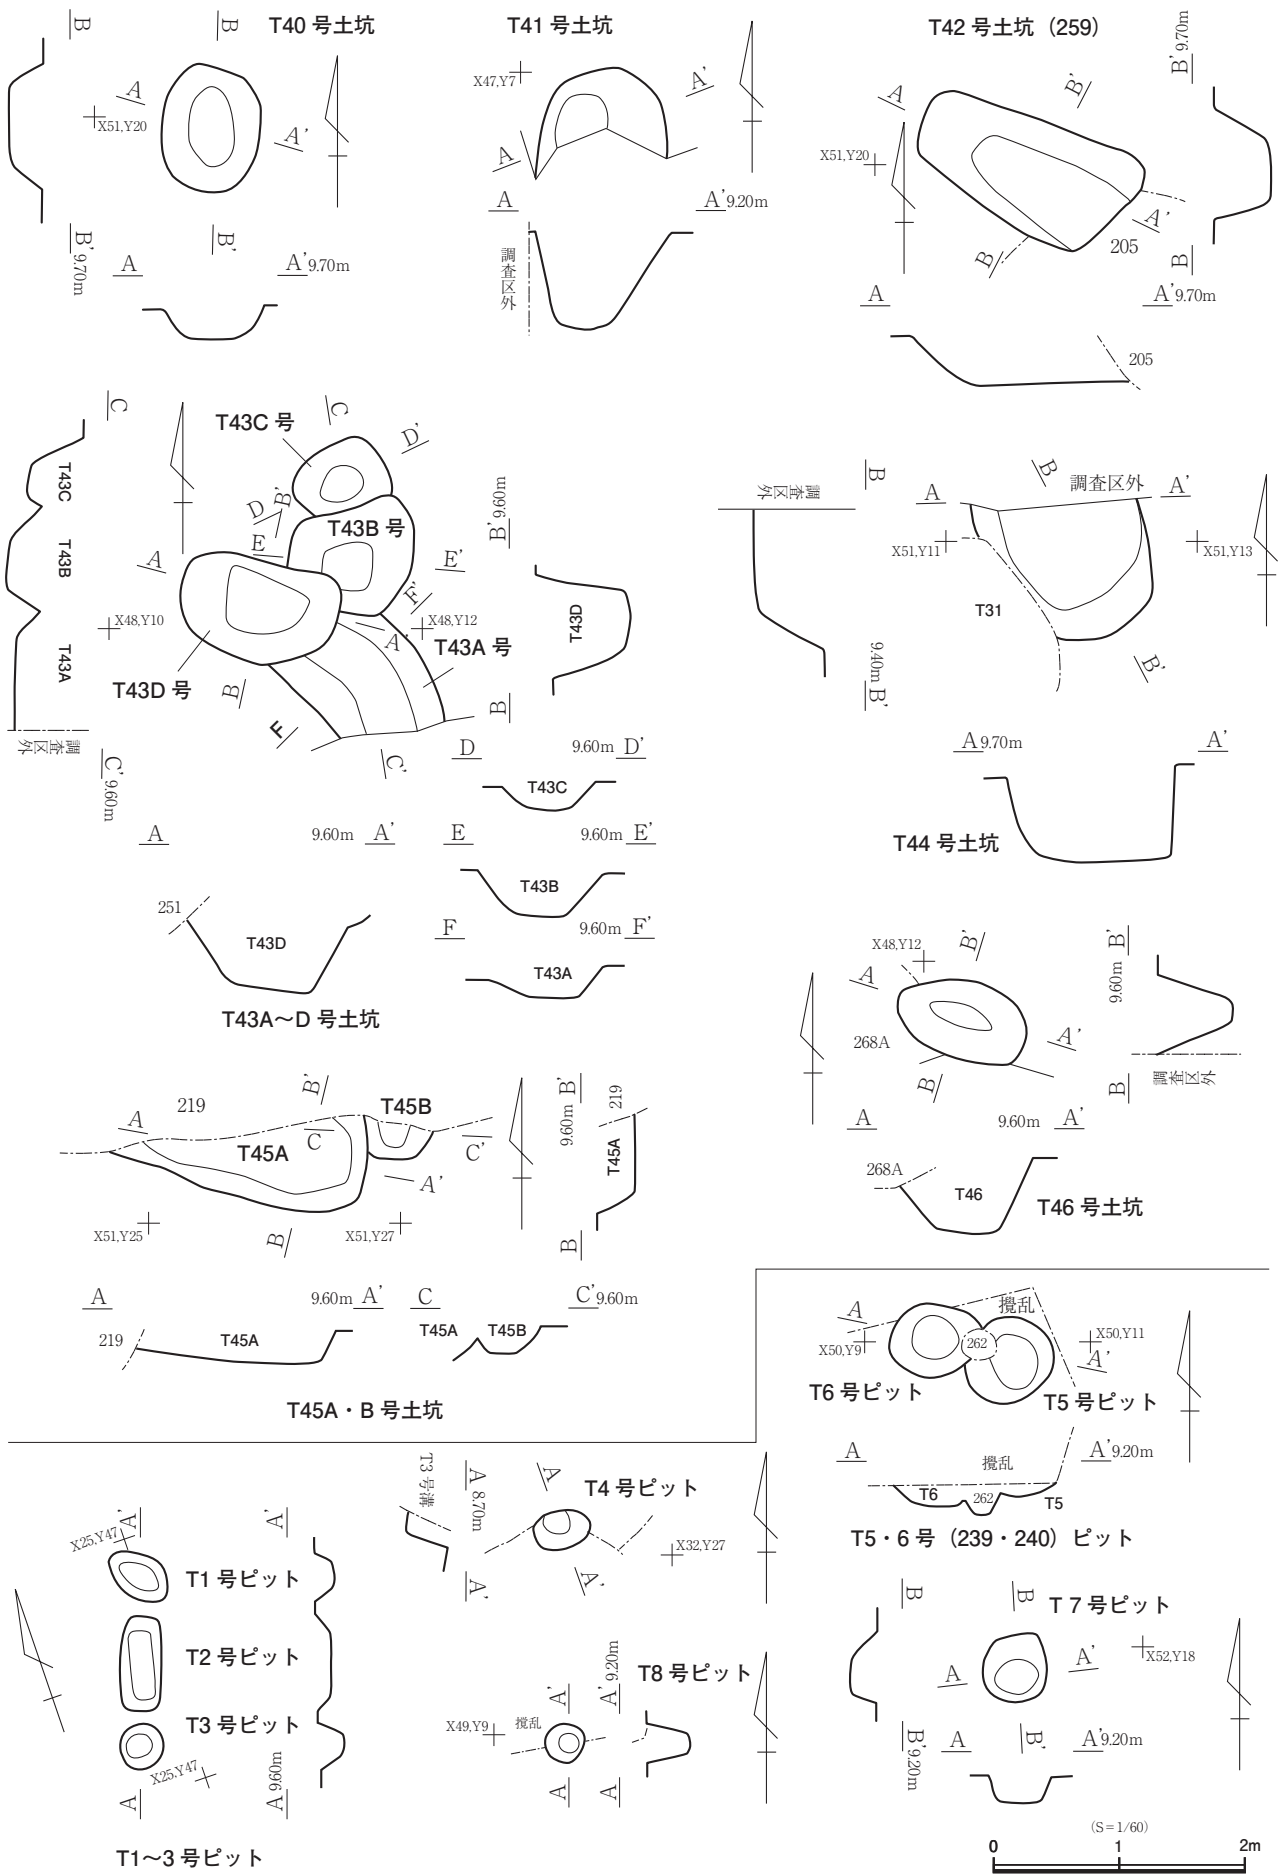 T40 号土坑
B
B
A
A'
X51,Y20
B' 9.70m
B'
A
A' 9.70m
T41 号土坑
X47,Y7
A'
A
A
A' 9.20m
調査区外
T42 号土坑（259）
B' 9.70m
B'
A
X51,Y20
A'
B
205
B
A
A' 9.70m
205
C
T43C
T43B
T43A
調査区外
C' 9.60m
T43C 号
C
D'
D
B'
T43B 号
E
E'
A
F'
X48,Y10
X48,Y12
A'
T43A 号
T43D 号
B
F
C'
B' 9.60m
T43D
B
D
9.60m D'
T43C
A
9.60m A'
E
9.60m E'
T43B
251
T43D
F
9.60m F'
T43A
T43A～D 号土坑
調査区外
B
B
調査区外
A
A'
X51,Y11
X51,Y13
T31
9.40m B'
B'
A 9.70m
A'
T44 号土坑
X48,Y12
B'
A
268A
A'
B
B' 9.60m
B
調査区外
A
9.60m A'
268A
T46
T46 号土坑
B'
219
A
T45B
T45A
C
C'
A'
X51,Y25
X51,Y27
B
B' 9.60m
219
T45A
B
A
9.60m A'
C
C' 9.60m
219
T45A
T45A
T45B
T45A・B 号土坑
攪乱
A
X50,Y9
262
X50,Y11
A'
T6 号ピット
T5 号ピット
A
攪乱
A' 9.20m
T6
262
T5
T5・6 号（239・240）ピット
X25,Y47
A'
A'
T1 号ピット
T2 号ピット
T3 号ピット
X25,Y47
A
A 9.60m
T1～3 号ピット
T3 号溝
A 8.70m
A'
A
T4 号ピット
X32,Y27
A'
T8 号ピット
A' 9.20m
A'
X49,Y9
攪乱
A
A
B
B
T 7 号ピット
A
A'
X52,Y18
B' 9.20m
B'
A
A' 9.20m
(S=1/60)
0
1
2m